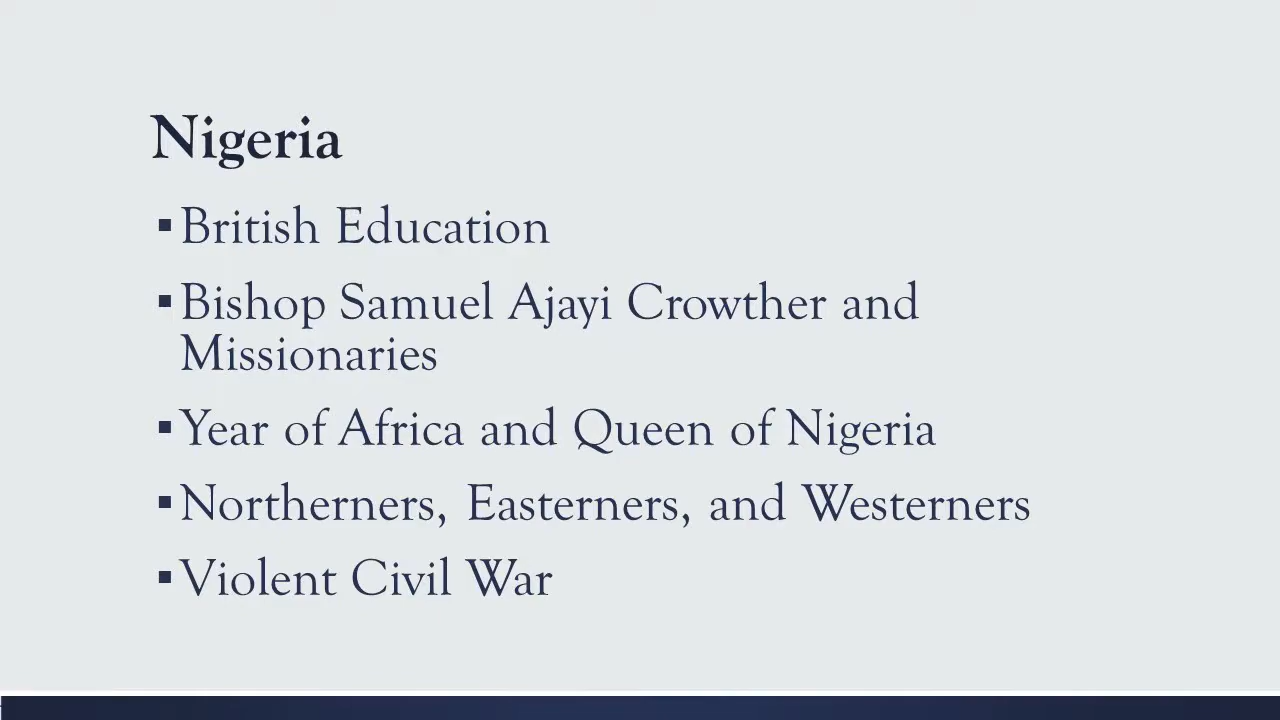 Nigeria
▪British Education
▪Bishop Samuel Ajayi Crowther and
Missionaries
▪Year of Africa and Queen of Nigeria
▪Northerners, Easterners, and Westerners
▪Violent Civil War